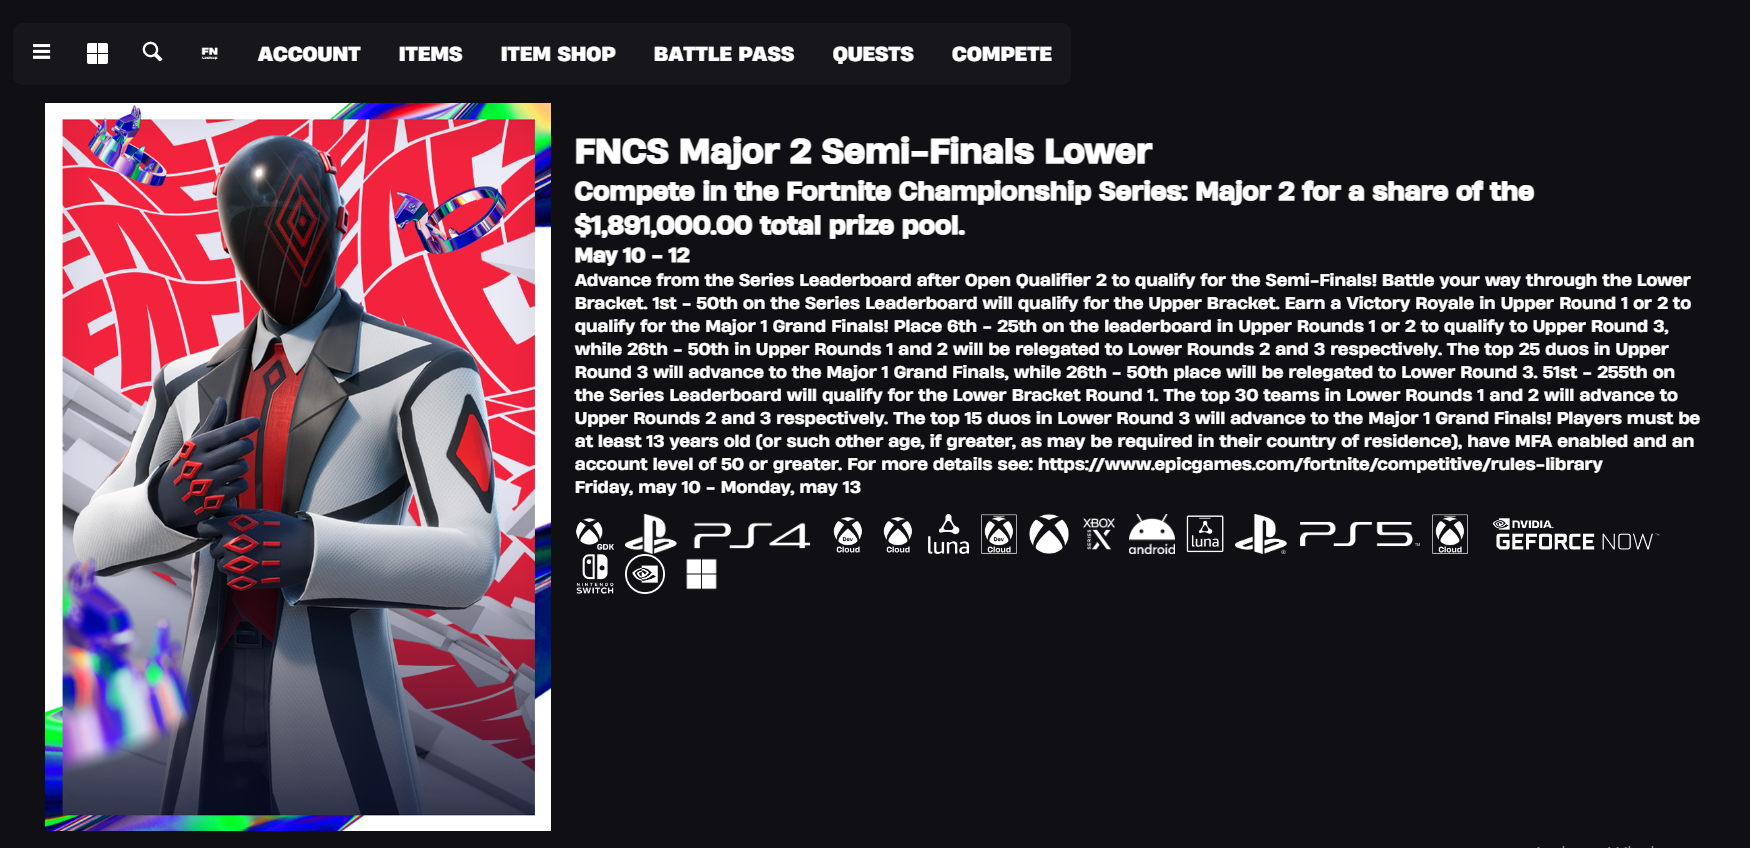 FN
ACCOUNT ITEMS ITEM SHOP BATTLE PASS QUESTS COMPETE
FNCS Major 2 Semi-Finals Lower
Compete in the Fortnite Championship Series: Major 2 for a share of the
$1,891,000.00 total prize pool.
May 10 - 12
Advance from the Series Leaderboard after Open Qualifier 2 to qualify for the Semi-Finals! Battle your way through the Lower
Bracket. 1st - 50th on the Series Leaderboard will qualify for the Upper Bracket. Earn a Victory Royale in Upper Round 1 or 2 to
qualify for the Major 1 Grand Finals! Place 6th - 25th on the leaderboard in Upper Rounds 1 or 2 to qualify to Upper Round 3,
while 26th - 50th in Upper Rounds 1 and 2 will be relegated to Lower Rounds 2 and 3 respectively. The top 25 duos in Upper
Round 3 will advance to the Major 1 Grand Finals, while 26th - 50th place will be relegated to Lower Round 3. 51st - 255th on
the Series Leaderboard will qualify for the Lower Bracket Round 1. The top 30 teams in Lower Rounds 1 and 2 will advance to
Upper Rounds 2 and 3 respectively. The top 15 duos in Lower Round 3 will advance to the Major 1 Grand Finals! Players must be
at least 13 years old (or such other age, if greater, as may be required in their country of residence), have MFA enabled and an
account level of 50 or greater. For more details see: https://www.epicgames.com/fortnite/competitive/rules-library
Friday, may 10 - Monday, may 13
GDK PS4 Dev Cloud Cloud luna Dev Cloud XBOX SERIES X android luna PS5 Cloud NVIDIA. GEFORCE NOW
NINTENDO SWITCH